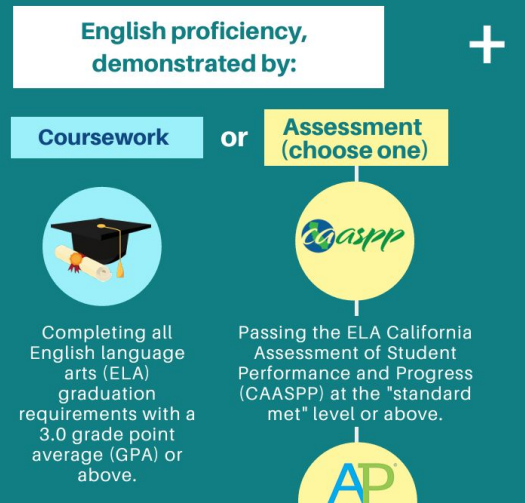 English proficiency,
demonstrated by:
+
Coursework
or
Assessment
(choose one)
caaspp
Completing all
English language
arts (ELA)
graduation
requirements with a
3.0 grade point
average (GPA) or
above.
Passing the ELA California
Assessment of Student
Performance and Progress
(CAASPP) at the "standard
met" level or above.
AP